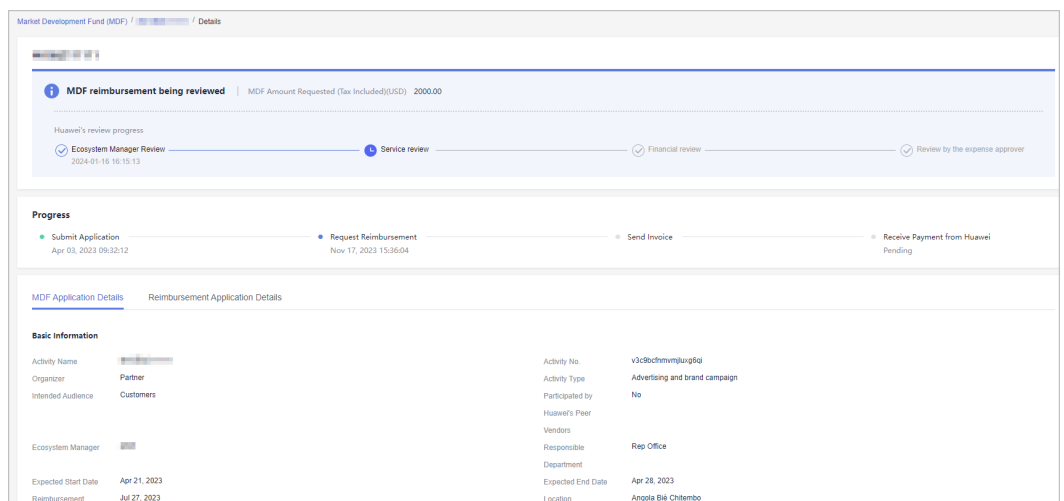 Market Development Fund (MDF) / / Details
MDF reimbursement being reviewed MDF Amount Requested (Tax Included)(USD) 2000.00
Huawei's review progress
Ecosystem Manager Review Service review Financial review Review by the expense approver
2024-01-16 16:15:13
Progress
Submit Application Request Reimbursement Send Invoice Receive Payment from Huawei
Apr 03, 2023 09:32:12 Nov 17, 2023 15:36:04 Pending
MDF Application Details Reimbursement Application Details
Basic Information
Activity Name Activity No. v3c9bcfnmvmjluxg6qi
Organizer Partner Activity Type Advertising and brand campaign
Intended Audience Customers Participated by No
Huawei's Peer
Vendors
Ecosystem Manager Responsible Rep Office
Department
Expected Start Date Apr 21, 2023 Expected End Date Apr 28, 2023
Reimbursement Jul 27, 2023 Location Angola Bié Chitembo